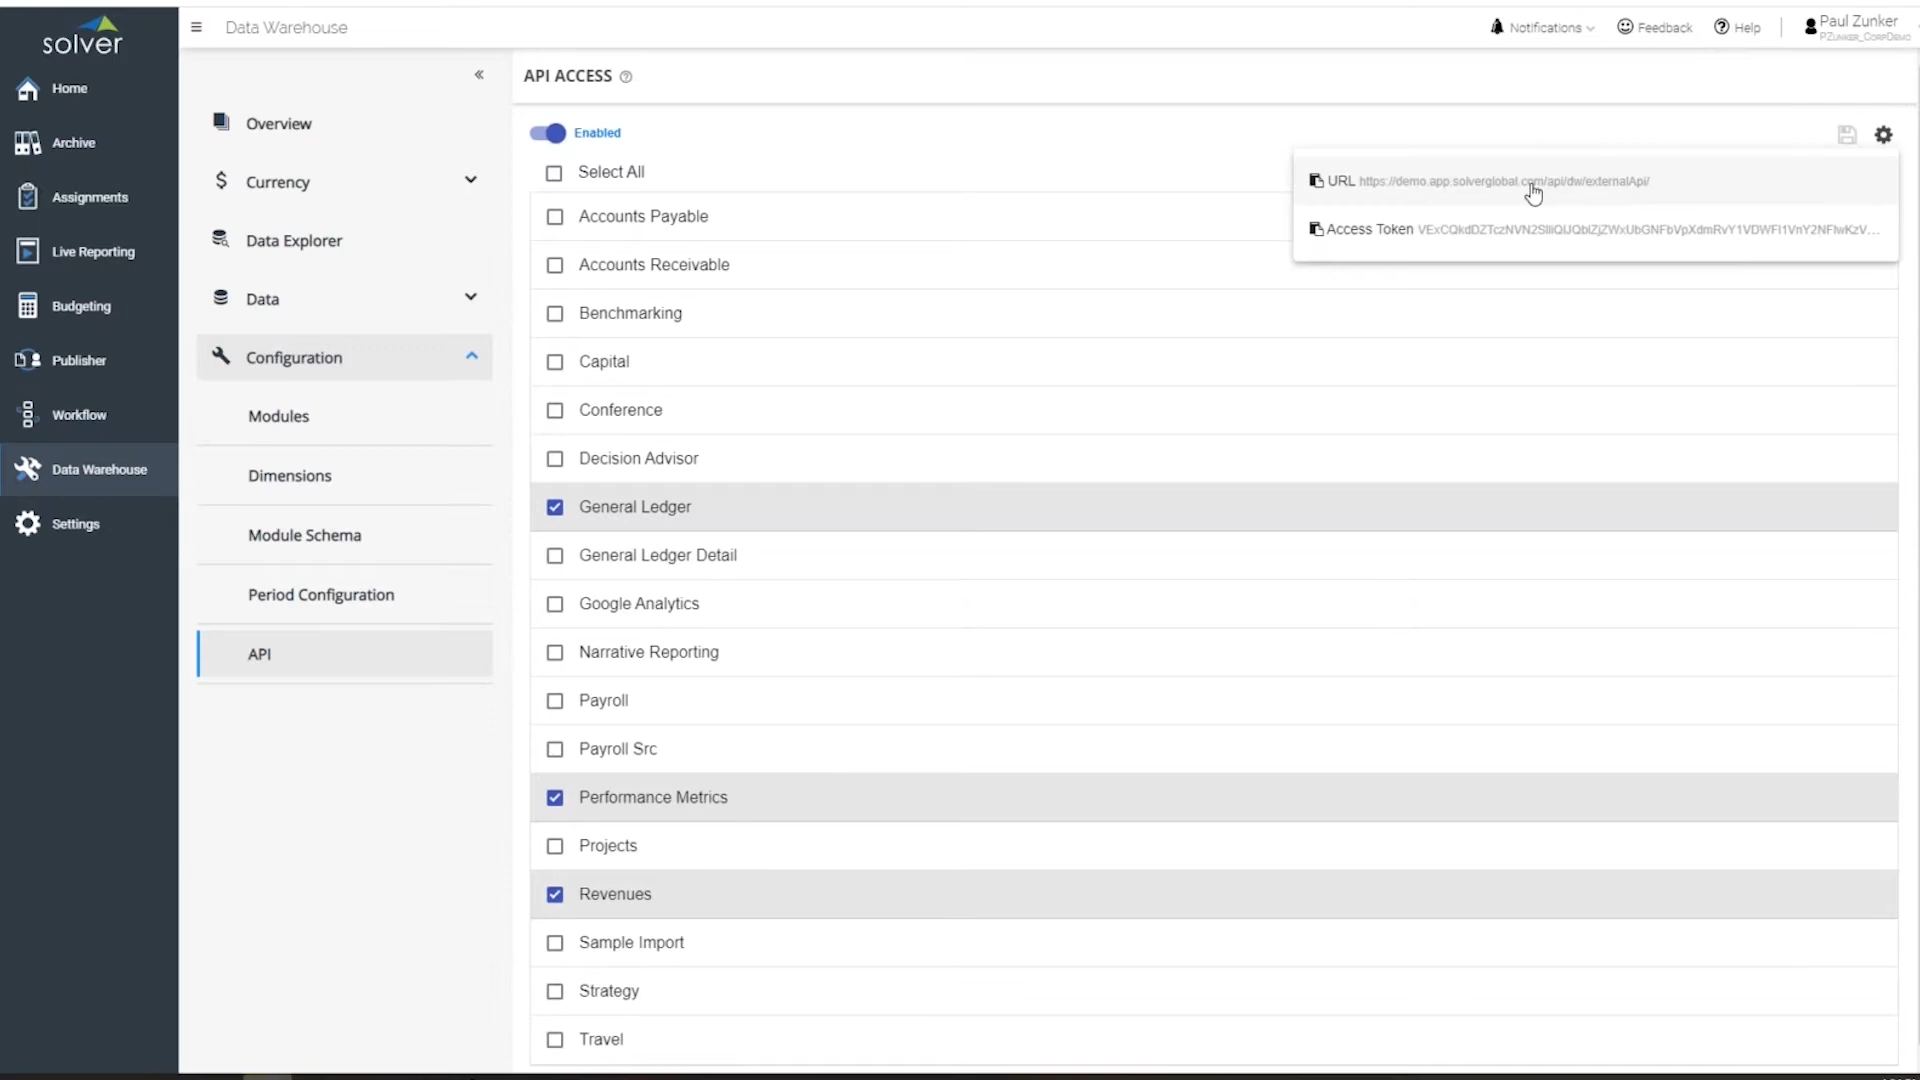 solver
Data Warehouse
Notifications
Feedback
Help
Paul Zunker
PZunker_CorpDemo
Home
Archive
Assignments
Live Reporting
Budgeting
Publisher
Workflow
Data Warehouse
Settings
Overview
Currency
Data Explorer
Data
Configuration
Modules
Dimensions
Module Schema
Period Configuration
API
API ACCESS
Enabled
URL https://demo.app.solverglobal.com/api/dw/externalApi/
Access Token
Select All
Accounts Payable
Accounts Receivable
Benchmarking
Capital
Conference
Decision Advisor
General Ledger
General Ledger Detail
Google Analytics
Narrative Reporting
Payroll
Payroll Src
Performance Metrics
Projects
Revenues
Sample Import
Strategy
Travel